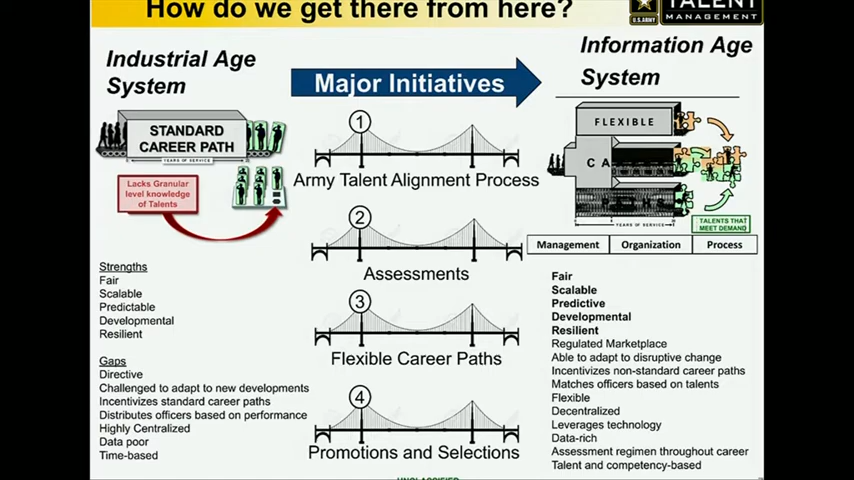 How do we get there from here?
U.S.ARMY
TALENT
MANAGEMENT
Industrial Age
System
Major Initiatives
Information Age
System
STANDARD
CAREER PATH
YEARS OF SERVICE
Lacks Granular
level knowledge
of Talents
1
Army Talent Alignment Process
2
Assessments
3
Flexible Career Paths
4
Promotions and Selections
FLEXIBLE
C A
YEARS OF SERVICE
TALENTS THAT
MEET DEMAND
Management Organization Process
Strengths
Fair
Scalable
Predictable
Developmental
Resilient
Gaps
Directive
Challenged to adapt to new developments
Incentivizes standard career paths
Distributes officers based on performance
Highly Centralized
Data poor
Time-based
Fair
Scalable
Predictive
Developmental
Resilient
Regulated Marketplace
Able to adapt to disruptive change
Incentivizes non-standard career paths
Matches officers based on talents
Flexible
Decentralized
Leverages technology
Data-rich
Assessment regimen throughout career
Talent and competency-based
UNCLASSIFIED